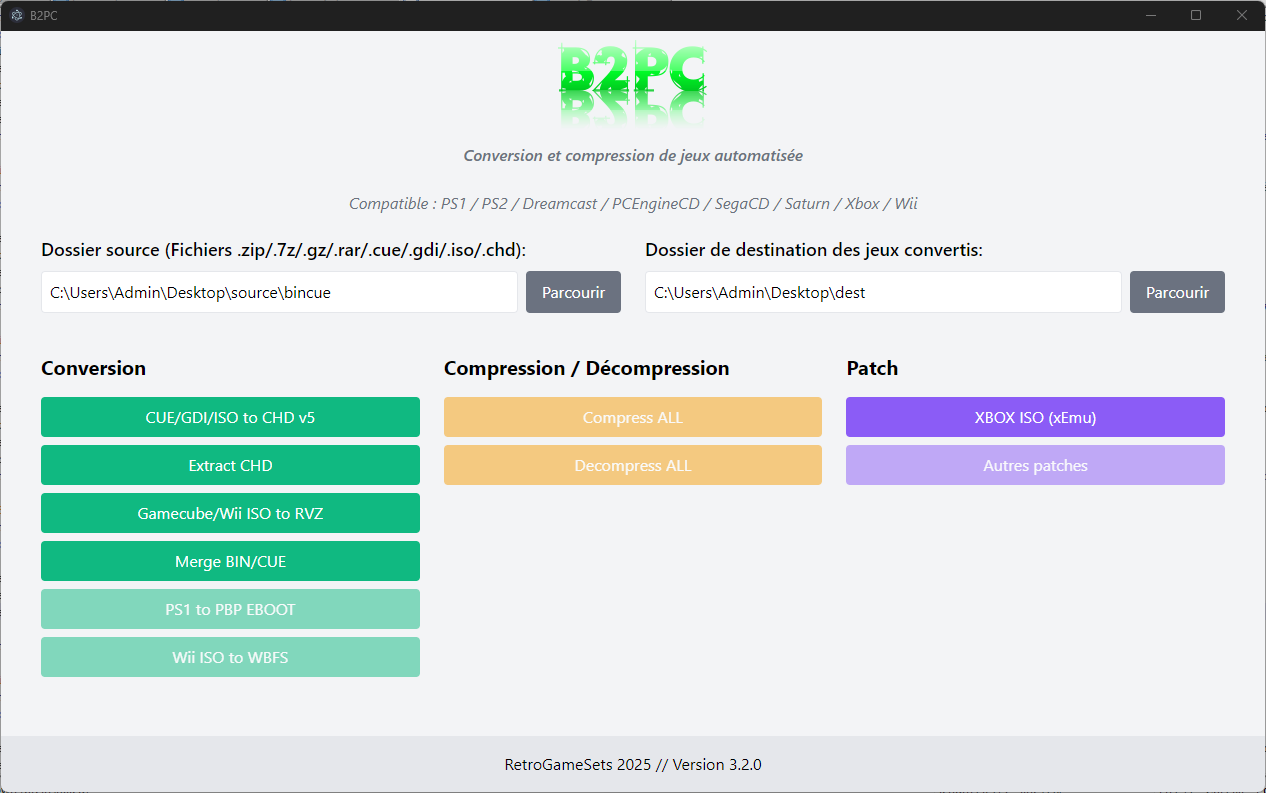 B2PC
B2PC
Conversion et compression de jeux automatisée
Compatible : PS1 / PS2 / Dreamcast / PCEngineCD / SegaCD / Saturn / Xbox / Wii
Dossier source (Fichiers .zip/.7z/.gz/.rar/.cue/.gdi/.iso/.chd):
C:\Users\Admin\Desktop\source\bincue
Parcourir
Dossier de destination des jeux convertis:
C:\Users\Admin\Desktop\dest
Parcourir
Conversion
CUE/GDI/ISO to CHD v5
Extract CHD
Gamecube/Wii ISO to RVZ
Merge BIN/CUE
PS1 to PBP EBOOT
Wii ISO to WBFS
Compression / Décompression
Compress ALL
Decompress ALL
Patch
XBOX ISO (xEmu)
Autres patches
RetroGameSets 2025 // Version 3.2.0